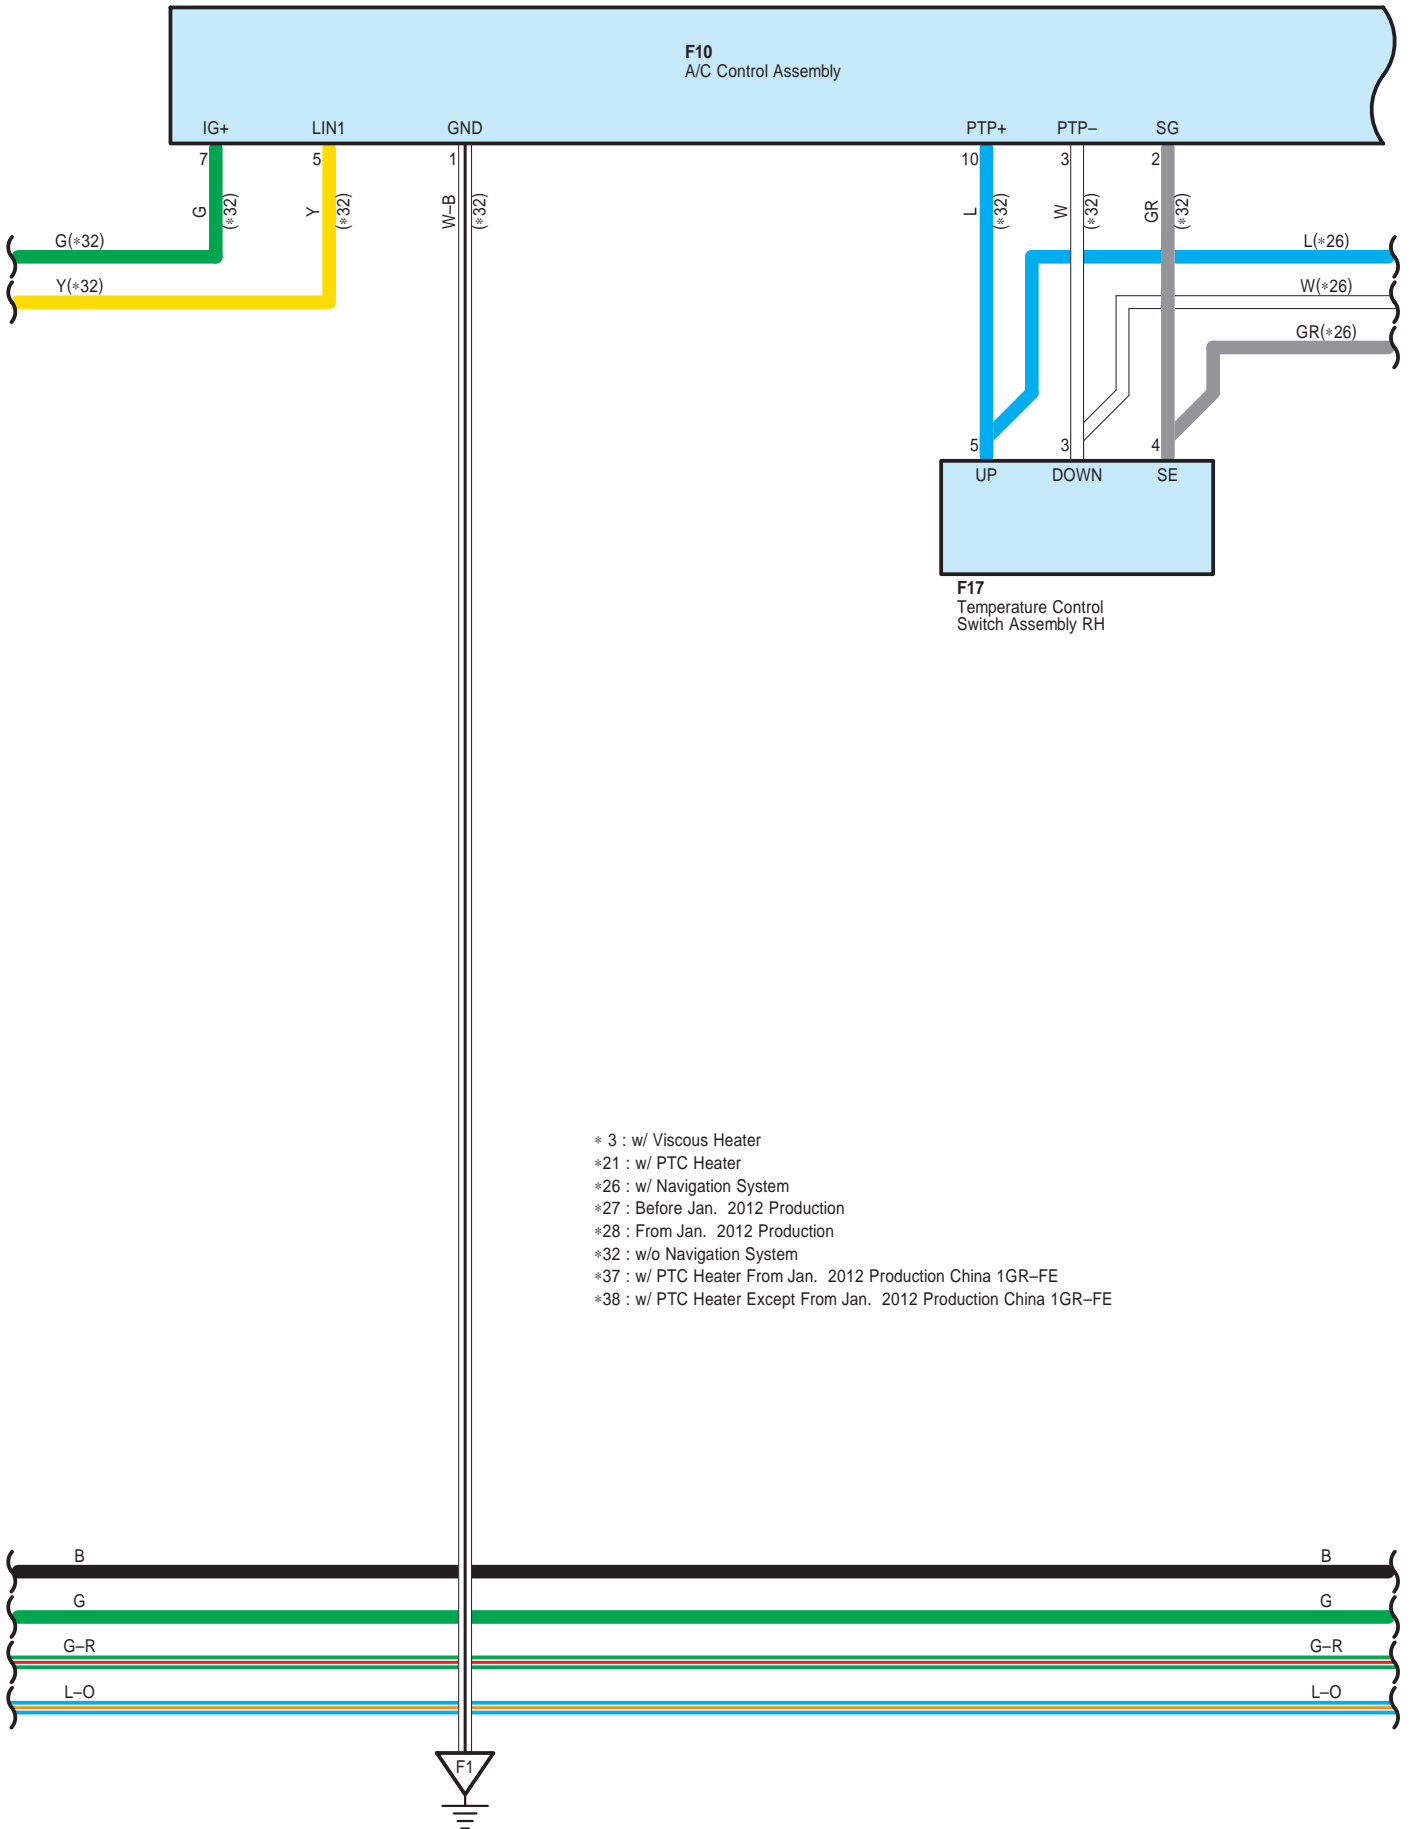 F10
A/C Control Assembly
IG+ LIN1 GND PTP+ PTP– SG
7 5 1 10 3 2
G (*32) Y (*32) W–B (*32) L (*32) W (*32) GR (*32)
G(*32) L(*26)
Y(*32) W(*26)
GR(*26)
5 3 4
UP DOWN SE
F17
Temperature Control
Switch Assembly RH
* 3 : w/ Viscous Heater
*21 : w/ PTC Heater
*26 : w/ Navigation System
*27 : Before Jan. 2012 Production
*28 : From Jan. 2012 Production
*32 : w/o Navigation System
*37 : w/ PTC Heater From Jan. 2012 Production China 1GR–FE
*38 : w/ PTC Heater Except From Jan. 2012 Production China 1GR–FE
B B
G G
G–R G–R
L–O L–O
F1